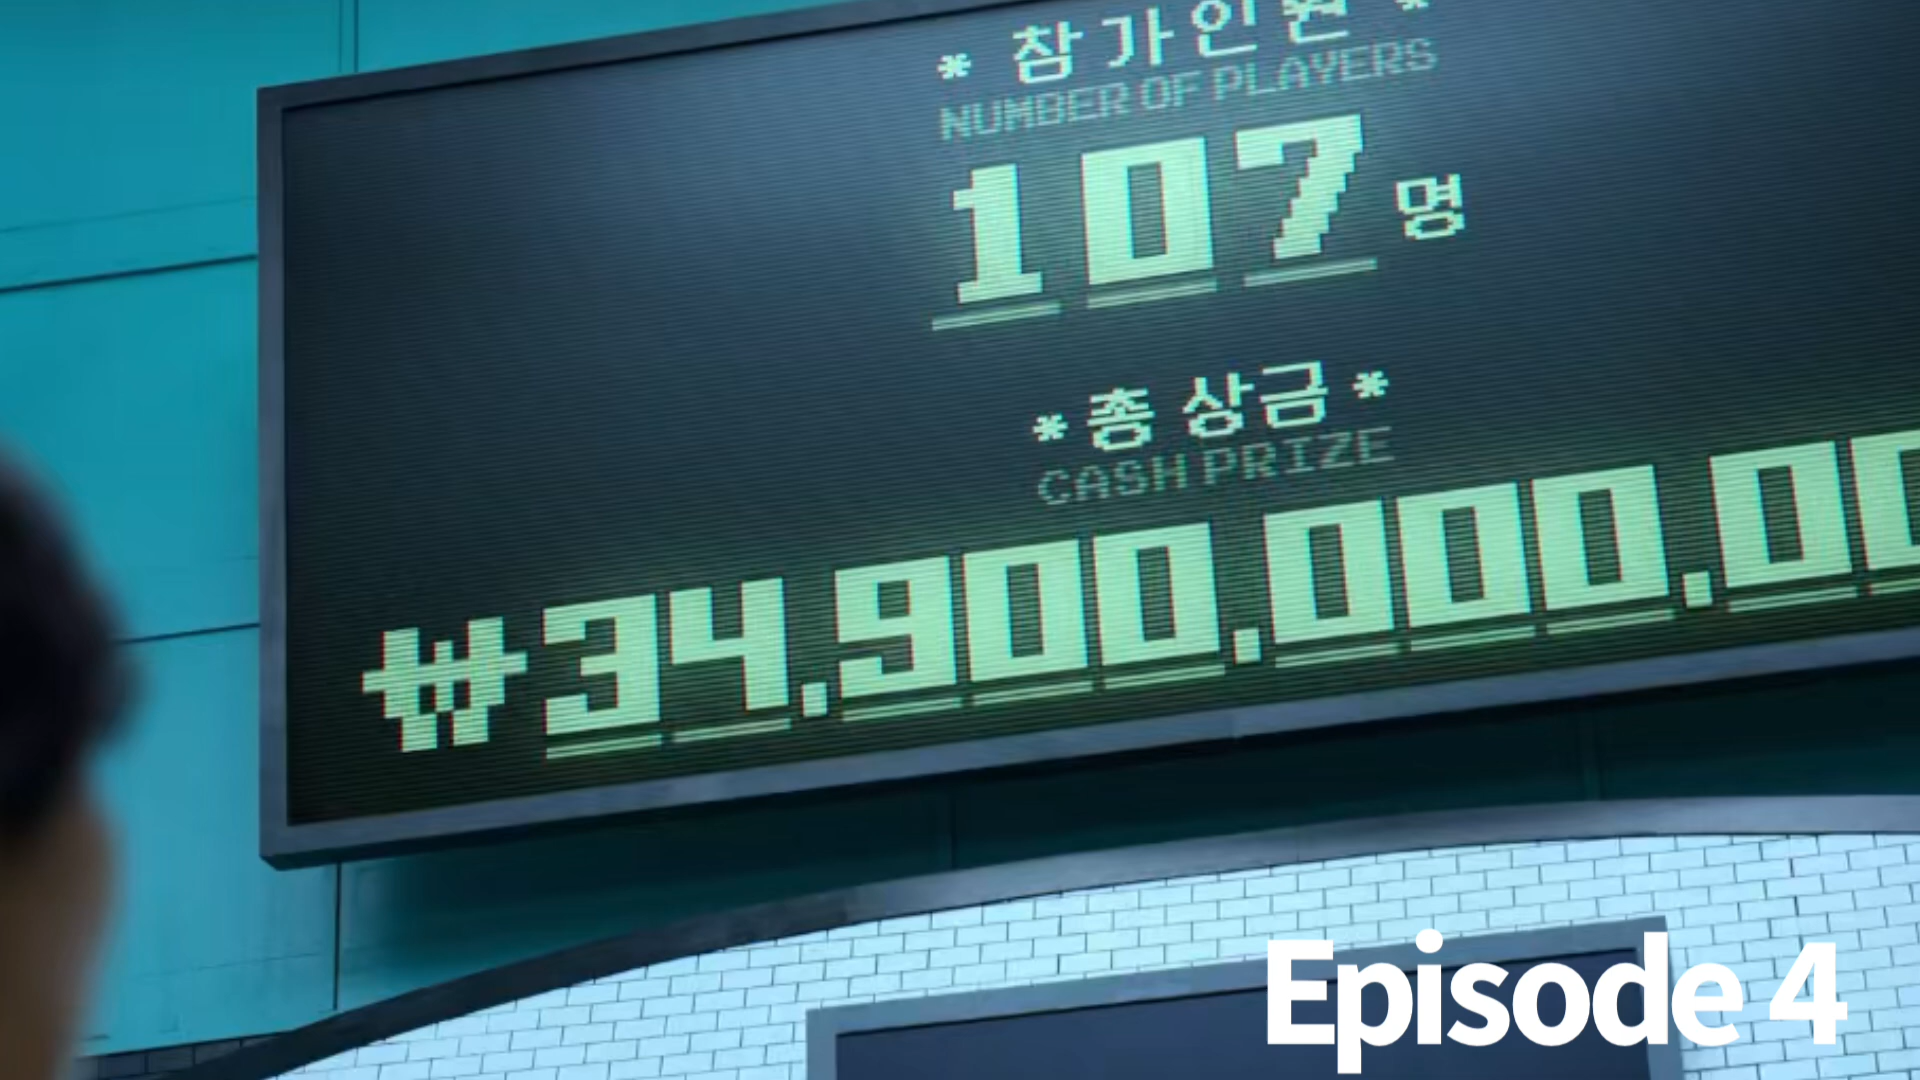 * 참가인원 *
NUMBER OF PLAYERS
107 명
* 총 상금 *
CASH PRIZE
₩34,900,000,00
Episode 4